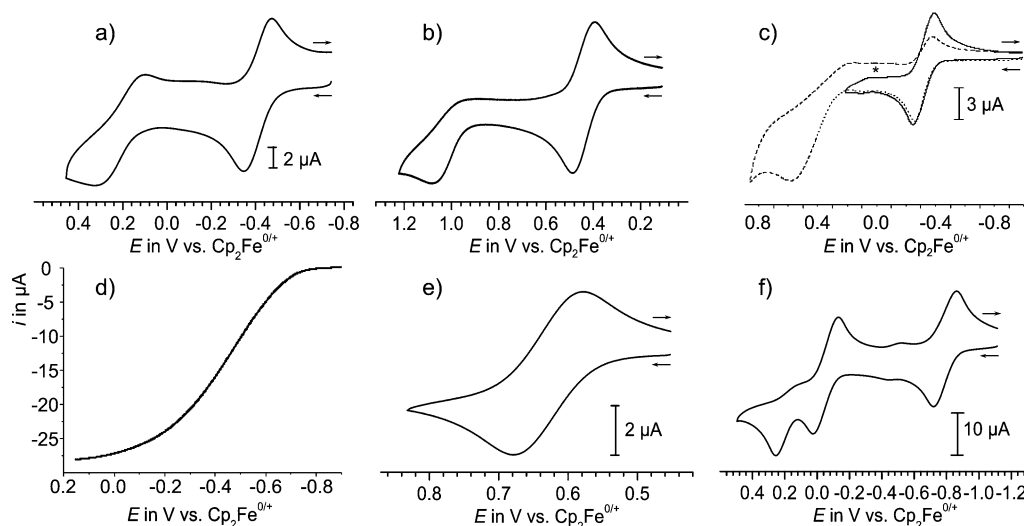 a)
2 µA
0.4 0.2 0.0 -0.2 -0.4 -0.6 -0.8
E in V vs. Cp2Fe0/+
b)
1.2 1.0 0.8 0.6 0.4 0.2
E in V vs. Cp2Fe0/+
c)
*
3 µA
0.8 0.4 0.0 -0.4 -0.8
E in V vs. Cp2Fe0/+
d)
i in µA
0
-5
-10
-15
-20
-25
0.2 0.0 -0.2 -0.4 -0.6 -0.8
E in V vs. Cp2Fe0/+
e)
2 µA
0.8 0.7 0.6 0.5
E in V vs. Cp2Fe0/+
f)
10 µA
0.4 0.2 0.0 -0.2 -0.4 -0.6 -0.8 -1.0 -1.2
E in V vs. Cp2Fe0/+